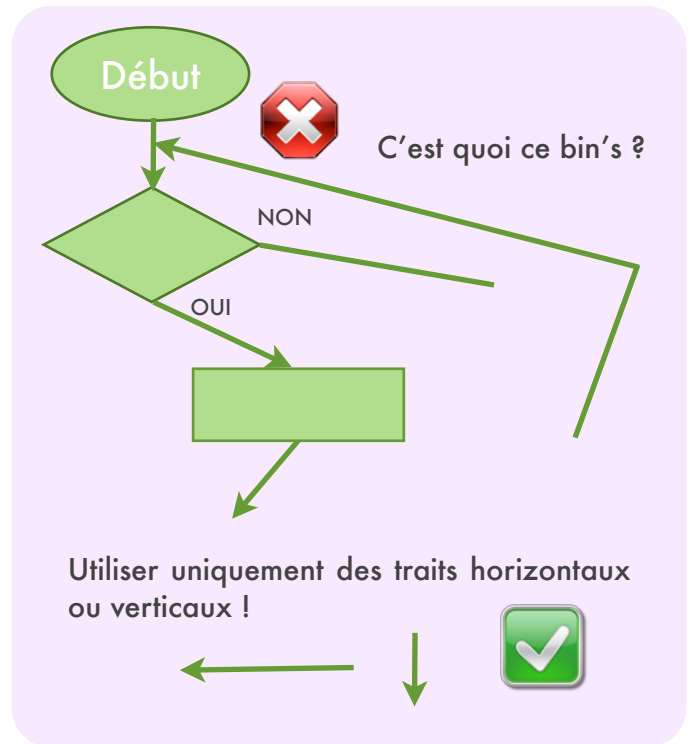 Début
C’est quoi ce bin’s ?
NON
OUI
Utiliser uniquement des traits horizontaux
ou verticaux !